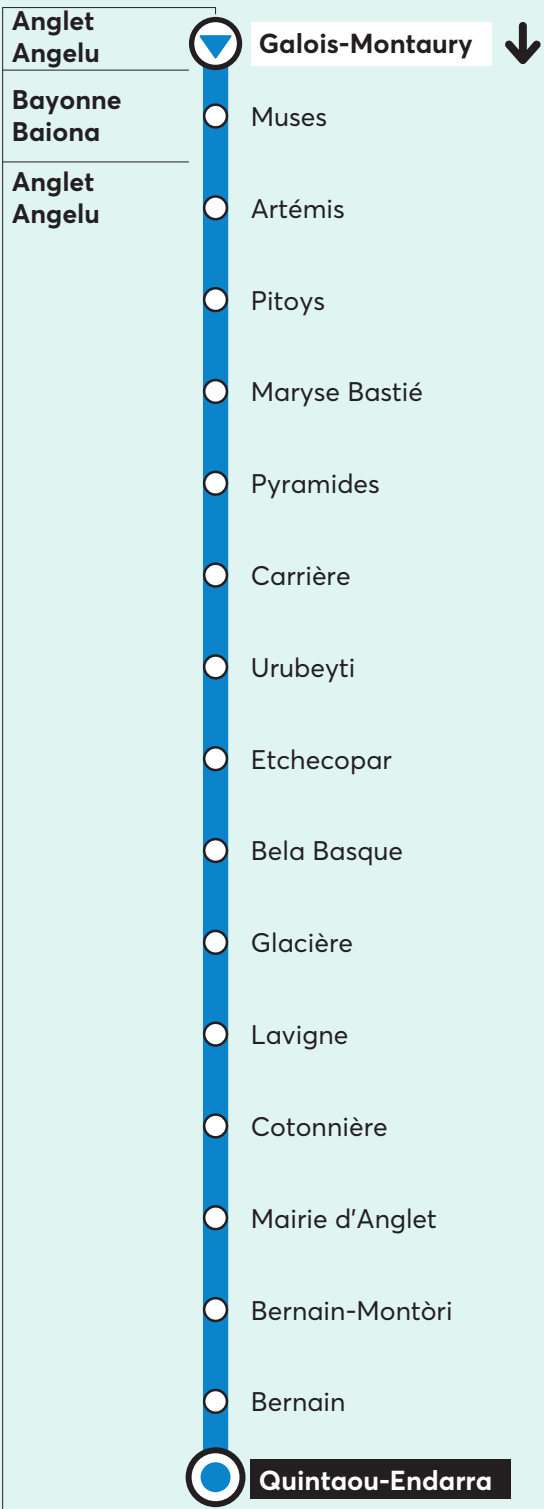 Anglet
Angelu
Galois-Montaury
Bayonne
Baiona
Muses
Anglet
Angelu
Artémis
Pitoys
Maryse Bastié
Pyramides
Carrière
Urubeyti
Etchecopar
Bela Basque
Glacière
Lavigne
Cotonnière
Mairie d'Anglet
Bernain-Montòri
Bernain
Quintaou-Endarra